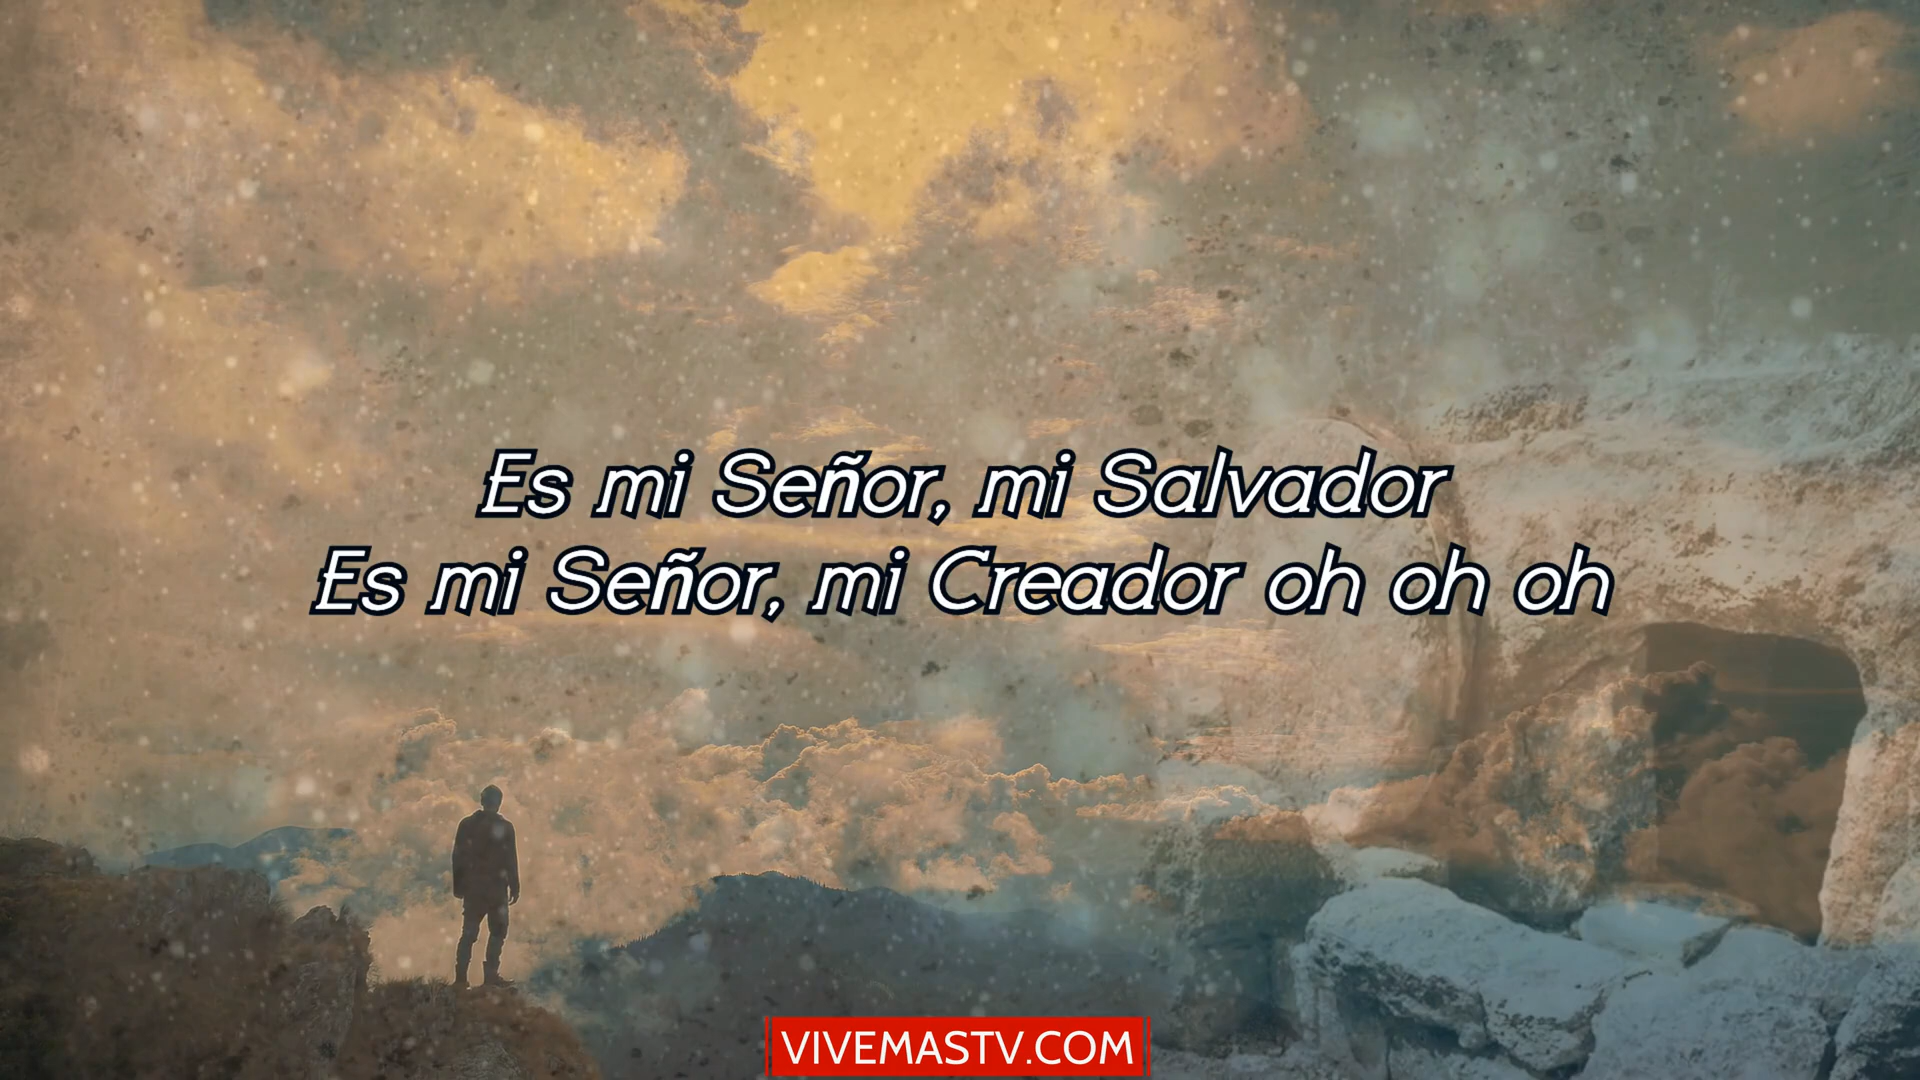 Es mi Señor, mi Salvador
Es mi Señor, mi Creador oh oh oh
VIVEMASTV.COM